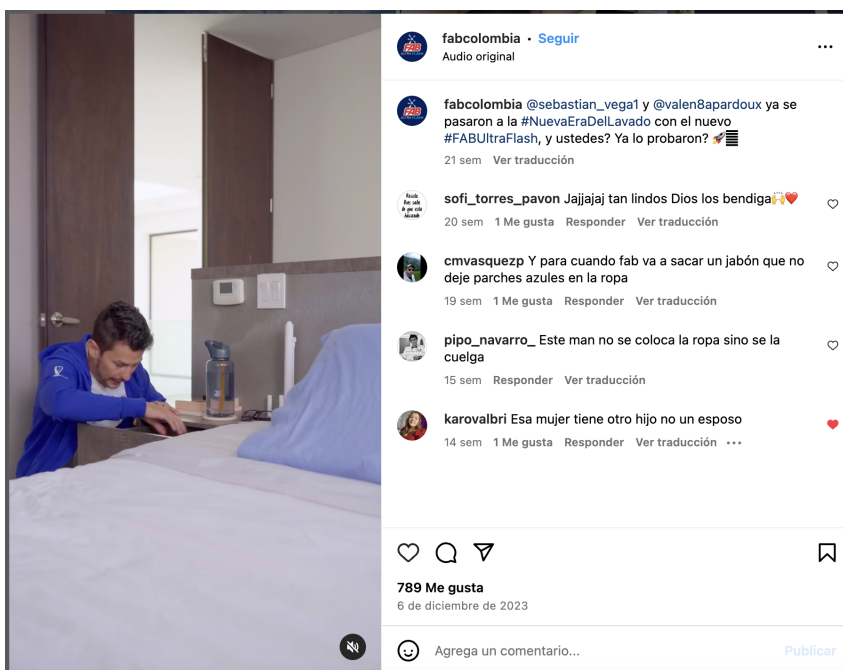 fabcolombia • Seguir
Audio original
fabcolombia @sebastian_vega1 y @valen8apardoux ya se
pasaron a la #NuevaEraDelLavado con el nuevo
#FABUltraFlash, y ustedes? Ya lo probaron? 🚀
21 sem Ver traducción
sofi_torres_pavon Jajjajaj tan lindos Dios los bendiga🙌❤️
20 sem 1 Me gusta Responder Ver traducción
cmvasquezp Y para cuando fab va a sacar un jabón que no
deje parches azules en la ropa
19 sem 1 Me gusta Responder Ver traducción
pipo_navarro_ Este man no se coloca la ropa sino se la
cuelga
15 sem Responder Ver traducción
karovalbri Esa mujer tiene otro hijo no un esposo
14 sem 1 Me gusta Responder Ver traducción •••
789 Me gusta
6 de diciembre de 2023
Agrega un comentario...
Publicar
FAB
FAB